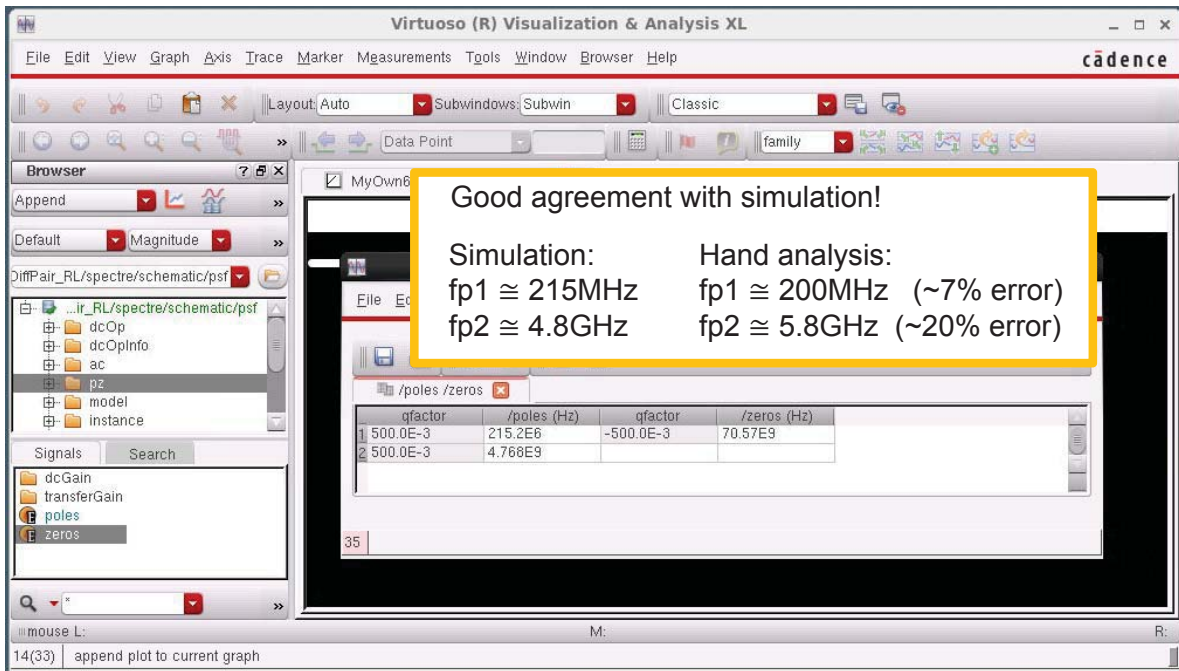 Virtuoso (R) Visualization & Analysis XL
File Edit View Graph Axis Trace Marker Measurements Tools Window Browser Help
cādence
Layout: Auto Subwindows: Subwin Classic
Data Point family
Browser
Append
Default Magnitude
DiffPair_RL/spectre/schematic/psf
...ir_RL/spectre/schematic/psf
dcOp
dcOpInfo
ac
pz
model
instance
Signals Search
dcGain
transferGain
poles
zeros
MyOwn6
Good agreement with simulation!
Simulation: Hand analysis:
fp1 ≅ 215MHz fp1 ≅ 200MHz (~7% error)
fp2 ≅ 4.8GHz fp2 ≅ 5.8GHz (~20% error)
File
/poles /zeros
qfactor /poles (Hz) qfactor /zeros (Hz)
1 500.0E-3 215.2E6 -500.0E-3 70.57E9
2 500.0E-3 4.768E9
35
mouse L: M: R:
14(33) append plot to current graph